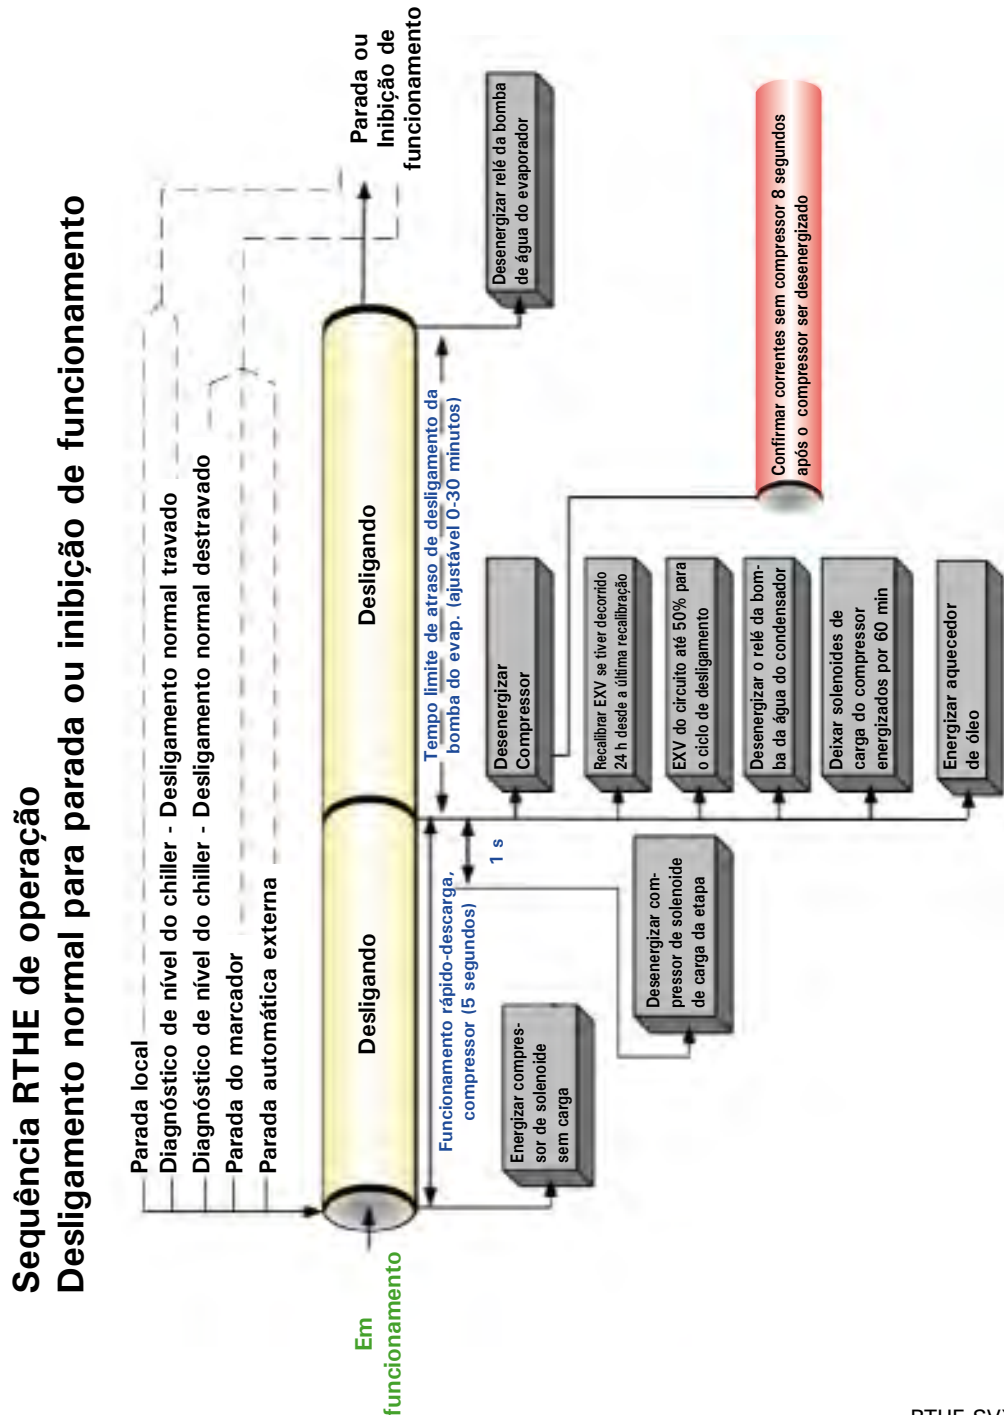 Sequência RTHE de operação
Desligamento normal para parada ou inibição de funcionamento
Parada local
Diagnóstico de nível do chiller - Desligamento normal travado
Diagnóstico de nível do chiller - Desligamento normal destravado
Parada do marcador
Parada automática externa
Parada ou
Inibição de
funcionamento
Em
funcionamento
Desligando
Desligando
Funcionamento rápido-descarga,
compressor (5 segundos)
1 s
Tempo limite de atraso de desligamento da
bomba do evap. (ajustável 0-30 minutos)
Energizar compres-
sor de solenoide
sem carga
Desenergizar com-
pressor de solenoide
de carga da etapa
Desenergizar
Compressor
Recalibrar EXV se tiver decorrido
24 h desde a última recalibração
EXV do circuito até 50% para
o ciclo de desligamento
Desenergizar o relé da bom-
ba da água do condensador
Deixar solenoides de
carga do compressor
energizados por 60 min
Energizar aquecedor
de óleo
Desenergizar relé da bomba
de água do evaporador
Confirmar correntes sem compressor 8 segundos
após o compressor ser desenergizado